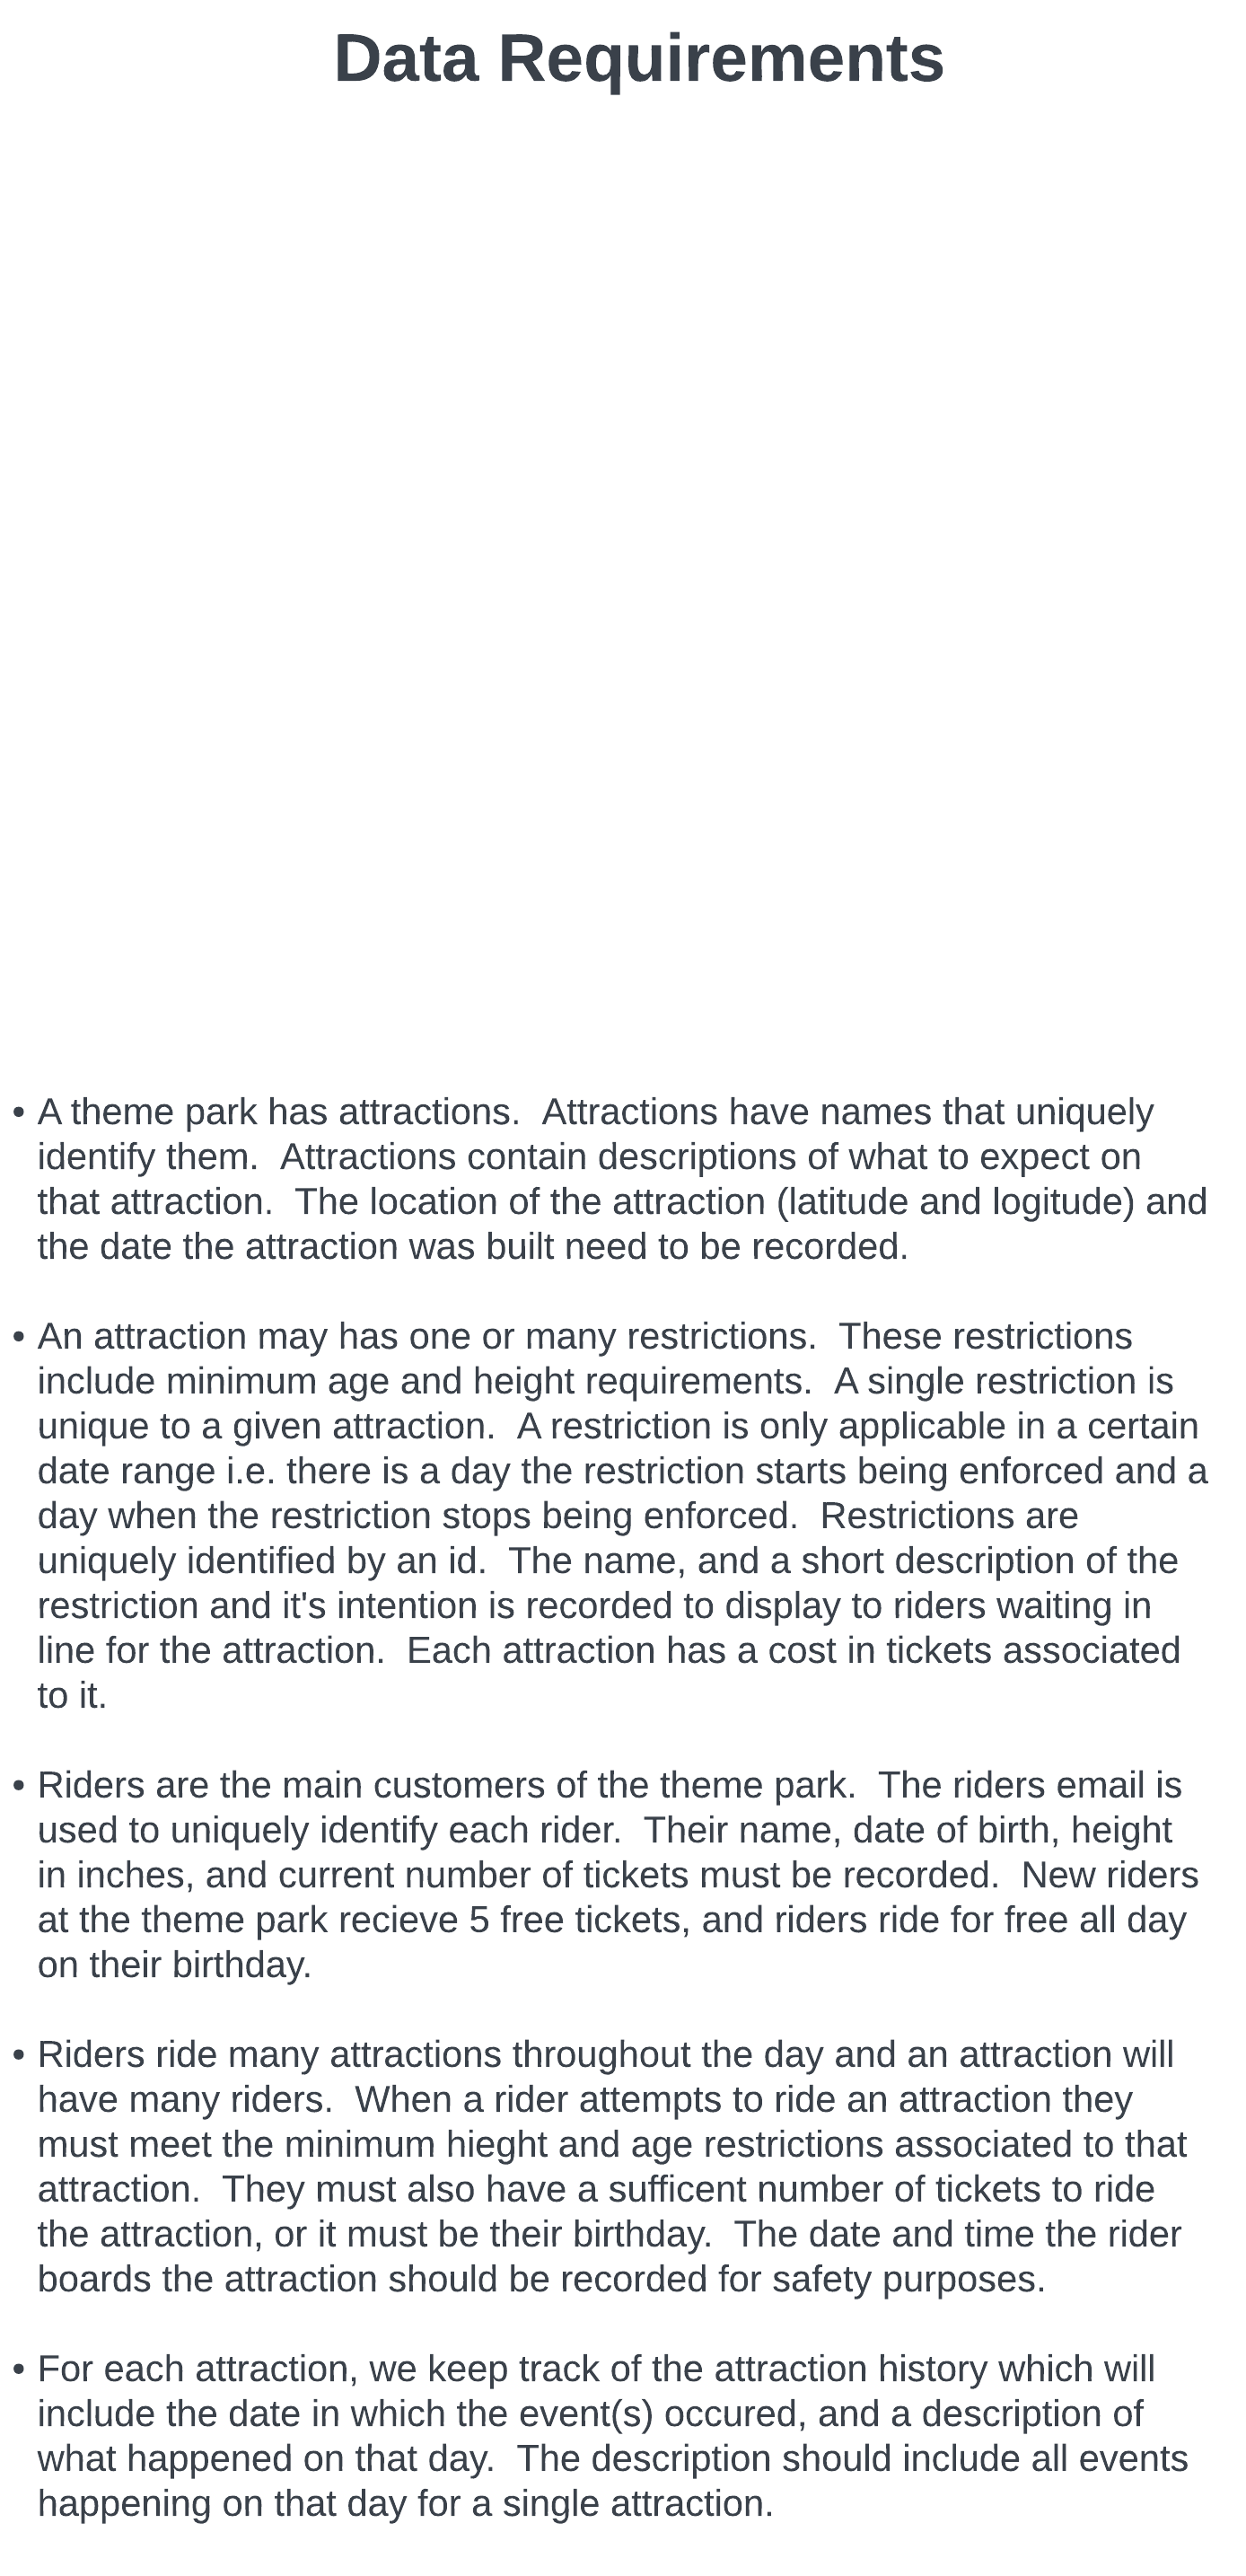 Data Requirements
• A theme park has attractions.  Attractions have names that uniquely
identify them.  Attractions contain descriptions of what to expect on
that attraction.  The location of the attraction (latitude and logitude) and
the date the attraction was built need to be recorded.
• An attraction may has one or many restrictions.  These restrictions
include minimum age and height requirements.  A single restriction is
unique to a given attraction.  A restriction is only applicable in a certain
date range i.e. there is a day the restriction starts being enforced and a
day when the restriction stops being enforced.  Restrictions are
uniquely identified by an id.  The name, and a short description of the
restriction and it's intention is recorded to display to riders waiting in
line for the attraction.  Each attraction has a cost in tickets associated
to it.
• Riders are the main customers of the theme park.  The riders email is
used to uniquely identify each rider.  Their name, date of birth, height
in inches, and current number of tickets must be recorded.  New riders
at the theme park recieve 5 free tickets, and riders ride for free all day
on their birthday.
• Riders ride many attractions throughout the day and an attraction will
have many riders.  When a rider attempts to ride an attraction they
must meet the minimum hieght and age restrictions associated to that
attraction.  They must also have a sufficent number of tickets to ride
the attraction, or it must be their birthday.  The date and time the rider
boards the attraction should be recorded for safety purposes.
• For each attraction, we keep track of the attraction history which will
include the date in which the event(s) occured, and a description of
what happened on that day.  The description should include all events
happening on that day for a single attraction.